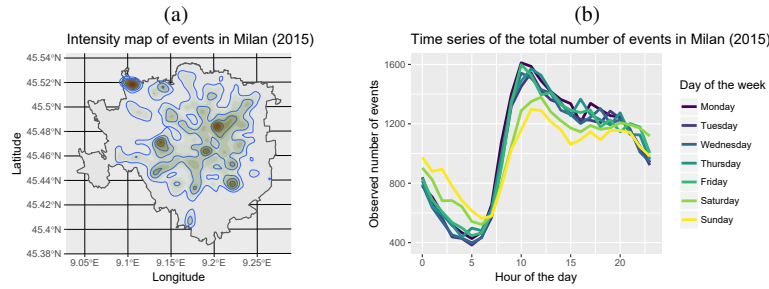 (a)
Intensity map of events in Milan (2015)
45.54°N
45.52°N
45.5°N
45.48°N
45.46°N
45.44°N
45.42°N
45.4°N
45.38°N
9.05°E
9.1°E
9.15°E
9.2°E
9.25°E
Latitude
Longitude
(b)
Time series of the total number of events in Milan (2015)
1600
1200
800
400
0
5
10
15
20
Observed number of events
Hour of the day
Day of the week
Monday
Tuesday
Wednesday
Thursday
Friday
Saturday
Sunday